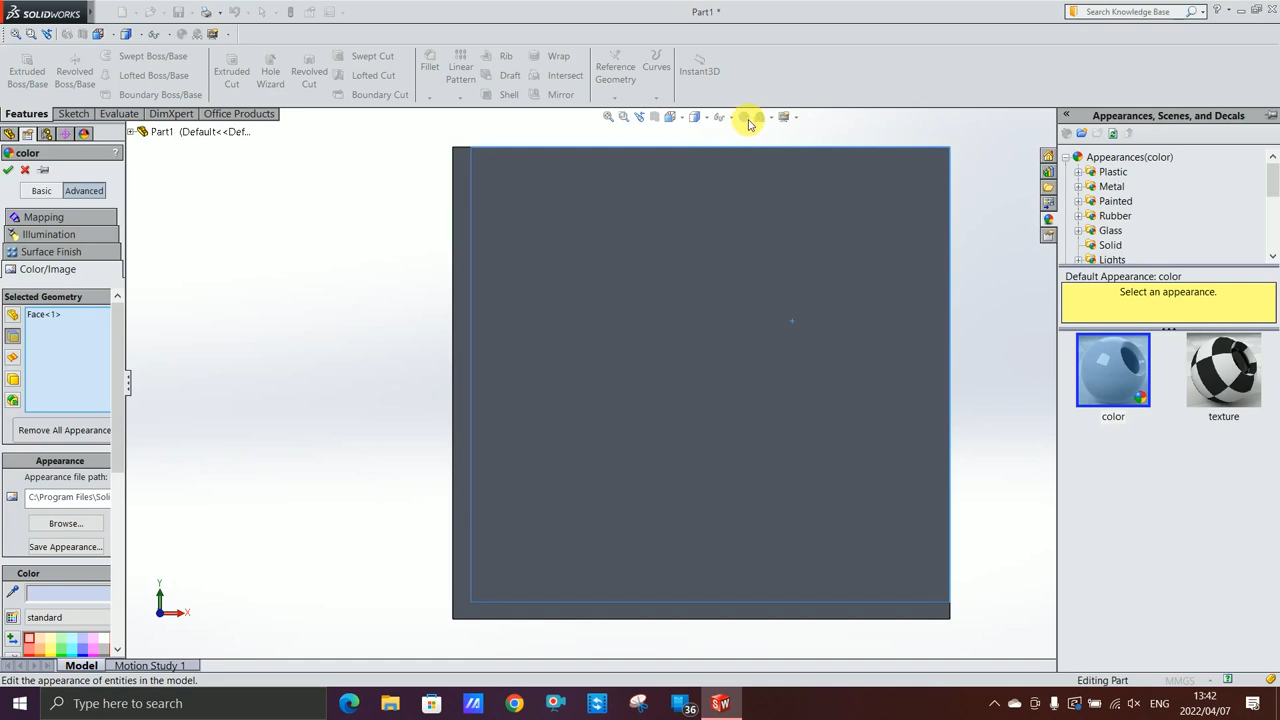 SOLIDWORKS
Part1 *
Search Knowledge Base
Extruded Boss/Base
Revolved Boss/Base
Swept Boss/Base
Lofted Boss/Base
Boundary Boss/Base
Extruded Cut
Hole Wizard
Revolved Cut
Swept Cut
Lofted Cut
Boundary Cut
Fillet
Linear Pattern
Rib
Draft
Shell
Wrap
Intersect
Mirror
Reference Geometry
Curves
Instant3D
Features
Sketch
Evaluate
DimXpert
Office Products
Part1 (Default<<Def...
color
?
Basic
Advanced
Mapping
Illumination
Surface Finish
Color/Image
Selected Geometry
Face<1>
Remove All Appearance
Appearance
Appearance file path:
C:\Program Files\Soli
Browse...
Save Appearance...
Color
standard
Y
X
Appearances, Scenes, and Decals
Appearances(color)
Plastic
Metal
Painted
Rubber
Glass
Solid
Lights
Default Appearance: color
Select an appearance.
color
texture
Model
Motion Study 1
Edit the appearance of entities in the model.
Editing Part
MMGS
Type here to search
36
ENG
13:42
2022/04/07